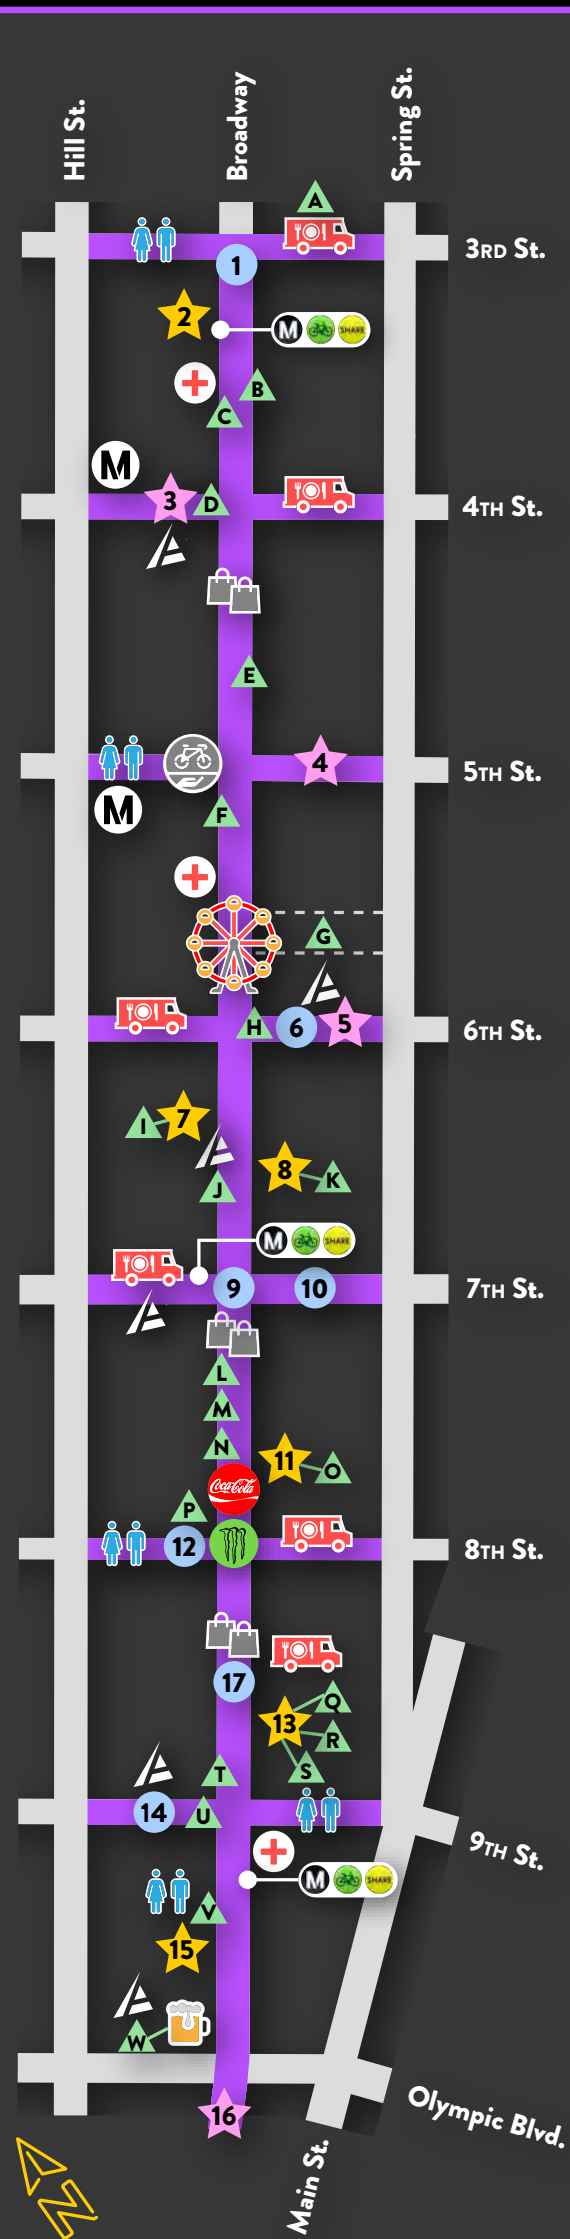 Hill St.
Broadway
Spring St.
A
3RD St.
1
2
M SHARE
B
C
M
3 D
4TH St.
E
4
5TH St.
M
F
G
H 6 5
6TH St.
I 7
8 K
J
M SHARE
9 10
7TH St.
L
M
N
11 O
Coca-Cola
P
12
8TH St.
17
Q
13
R
S
T
14 U
9TH St.
M SHARE
V
15
W
16
Olympic Blvd.
Main St.
N